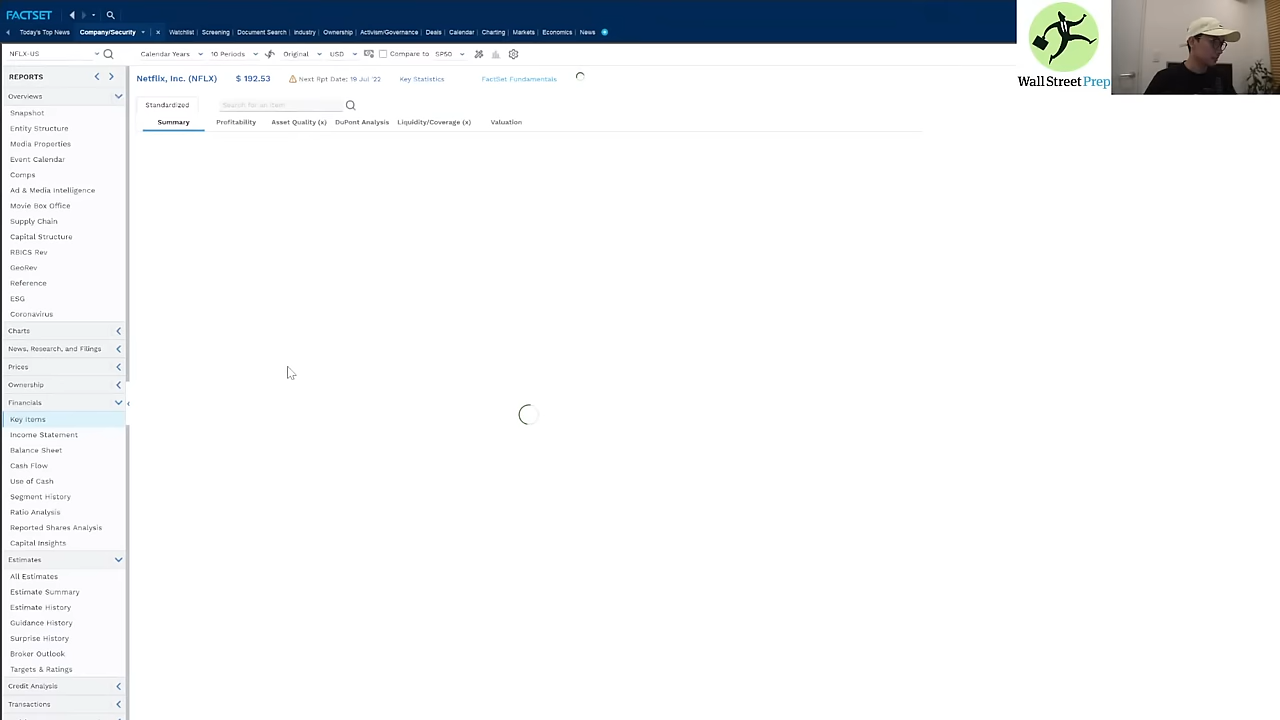 FACTSET
Today's Top News Company/Security Watchlist Screening Document Search Industry Ownership Activism/Governance Deals Calendar Charting Markets Economics News
NFLX-US Calendar Years 10 Periods Original USD Compare to SP50
REPORTS
Netflix, Inc. (NFLX) $ 192.53 Next Rpt Date: 19 Jul '22 Key Statistics FactSet Fundamentals
Standardized Search for an item
Summary Profitability Asset Quality (x) DuPont Analysis Liquidity/Coverage (x) Valuation
Overviews
Snapshot
Entity Structure
Media Properties
Event Calendar
Comps
Ad & Media Intelligence
Movie Box Office
Supply Chain
Capital Structure
RBICS Rev
GeoRev
Reference
ESG
Coronavirus
Charts
News, Research, and Filings
Prices
Ownership
Financials
Key Items
Income Statement
Balance Sheet
Cash Flow
Use of Cash
Segment History
Ratio Analysis
Reported Shares Analysis
Capital Insights
Estimates
All Estimates
Estimate Summary
Estimate History
Guidance History
Surprise History
Broker Outlook
Targets & Ratings
Credit Analysis
Transactions
Wall Street Prep